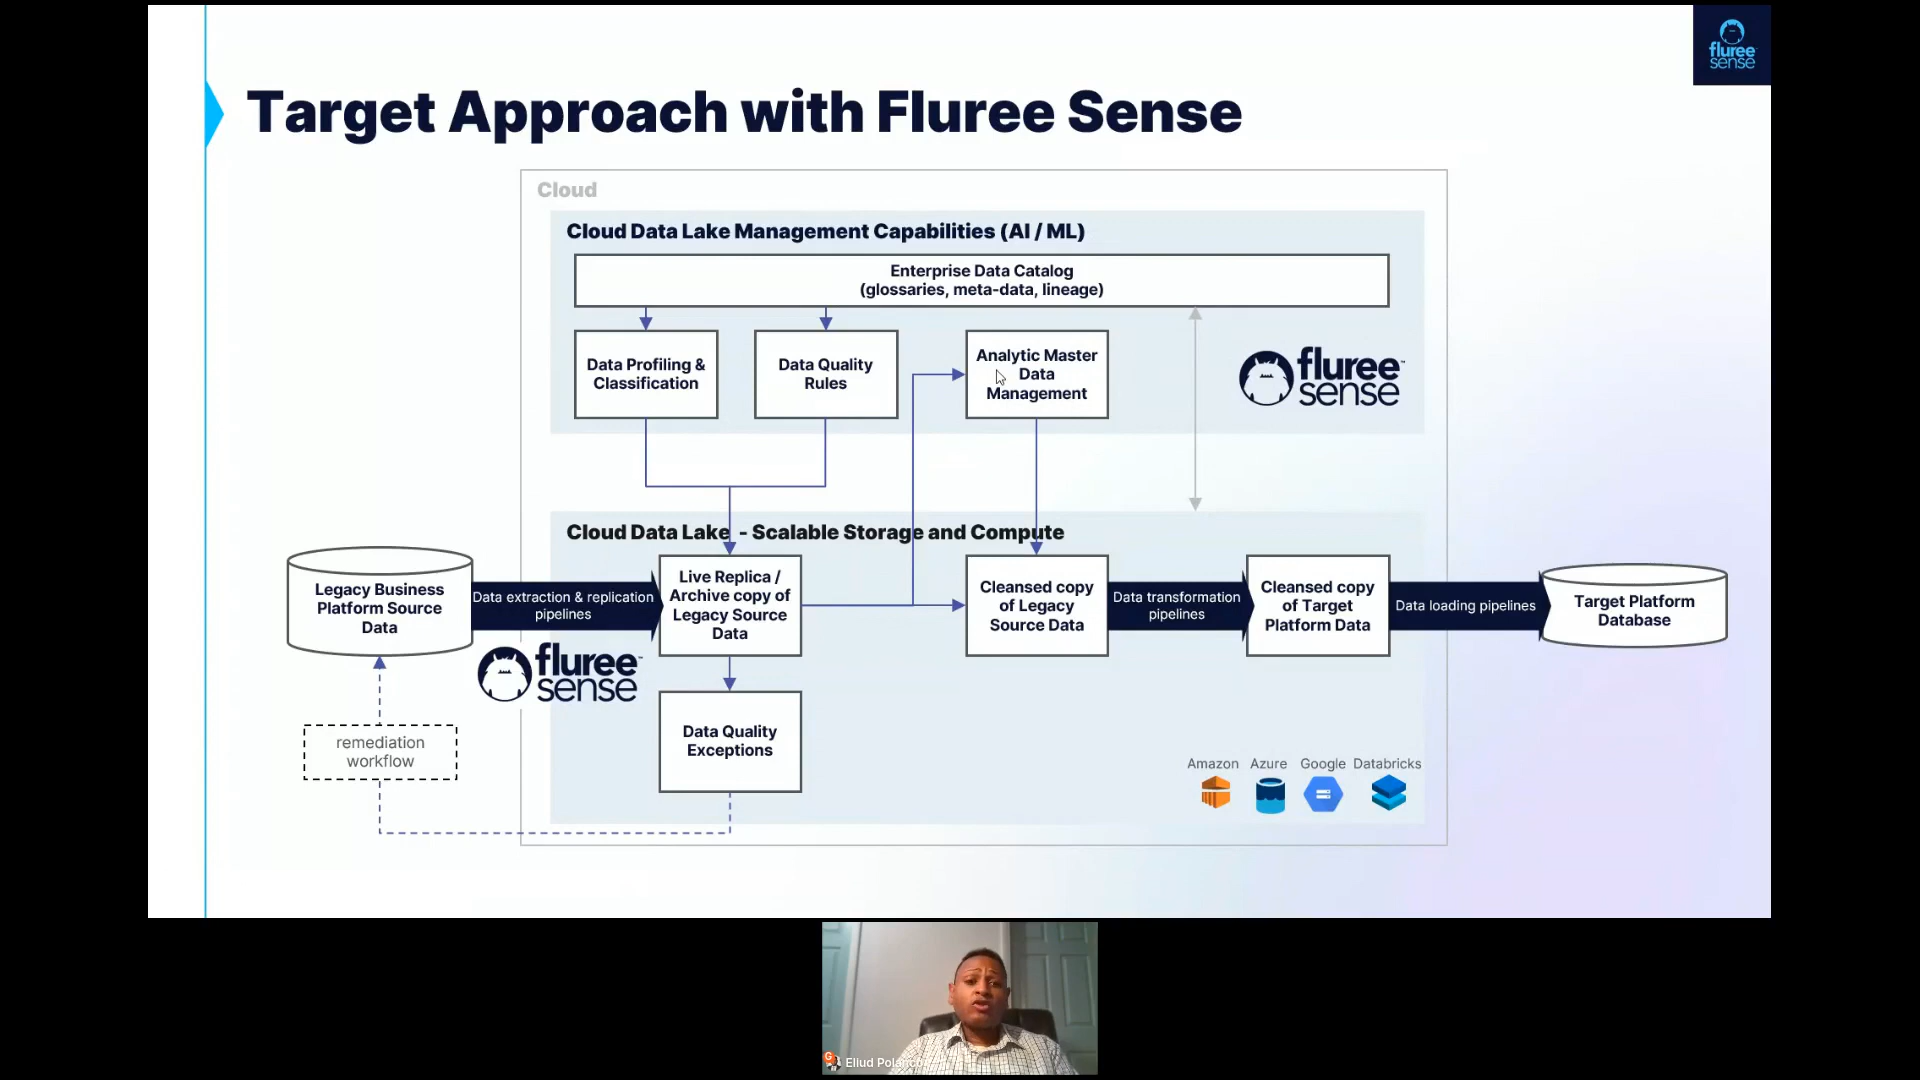 fluree
sense
Target Approach with Fluree Sense
Cloud
Cloud Data Lake Management Capabilities (AI / ML)
Enterprise Data Catalog
(glossaries, meta-data, lineage)
Data Profiling &
Classification
Data Quality
Rules
Analytic Master
Data
Management
fluree™
sense
Cloud Data Lake - Scalable Storage and Compute
Legacy Business
Platform Source
Data
Data extraction & replication
pipelines
Live Replica /
Archive copy of
Legacy Source
Data
Cleansed copy
of Legacy
Source Data
Data transformation
pipelines
Cleansed copy
of Target
Platform Data
Data loading pipelines
Target Platform
Database
fluree™
sense
remediation
workflow
Data Quality
Exceptions
Amazon
Azure
Google
Databricks
Eliud